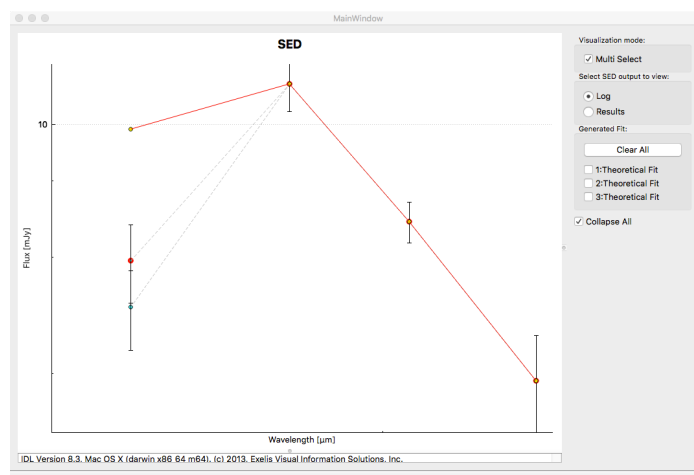 MainWindow
SED
Visualization mode:
Multi Select
Select SED output to view:
Log
Results
Generated Fit:
Clear All
1:Theoretical Fit
2:Theoretical Fit
3:Theoretical Fit
Collapse All
10
Flux [mJy]
Wavelength [μm]
IDL Version 8.3, Mac OS X (darwin x86_64 m64). (c) 2013, Exelis Visual Information Solutions, Inc.